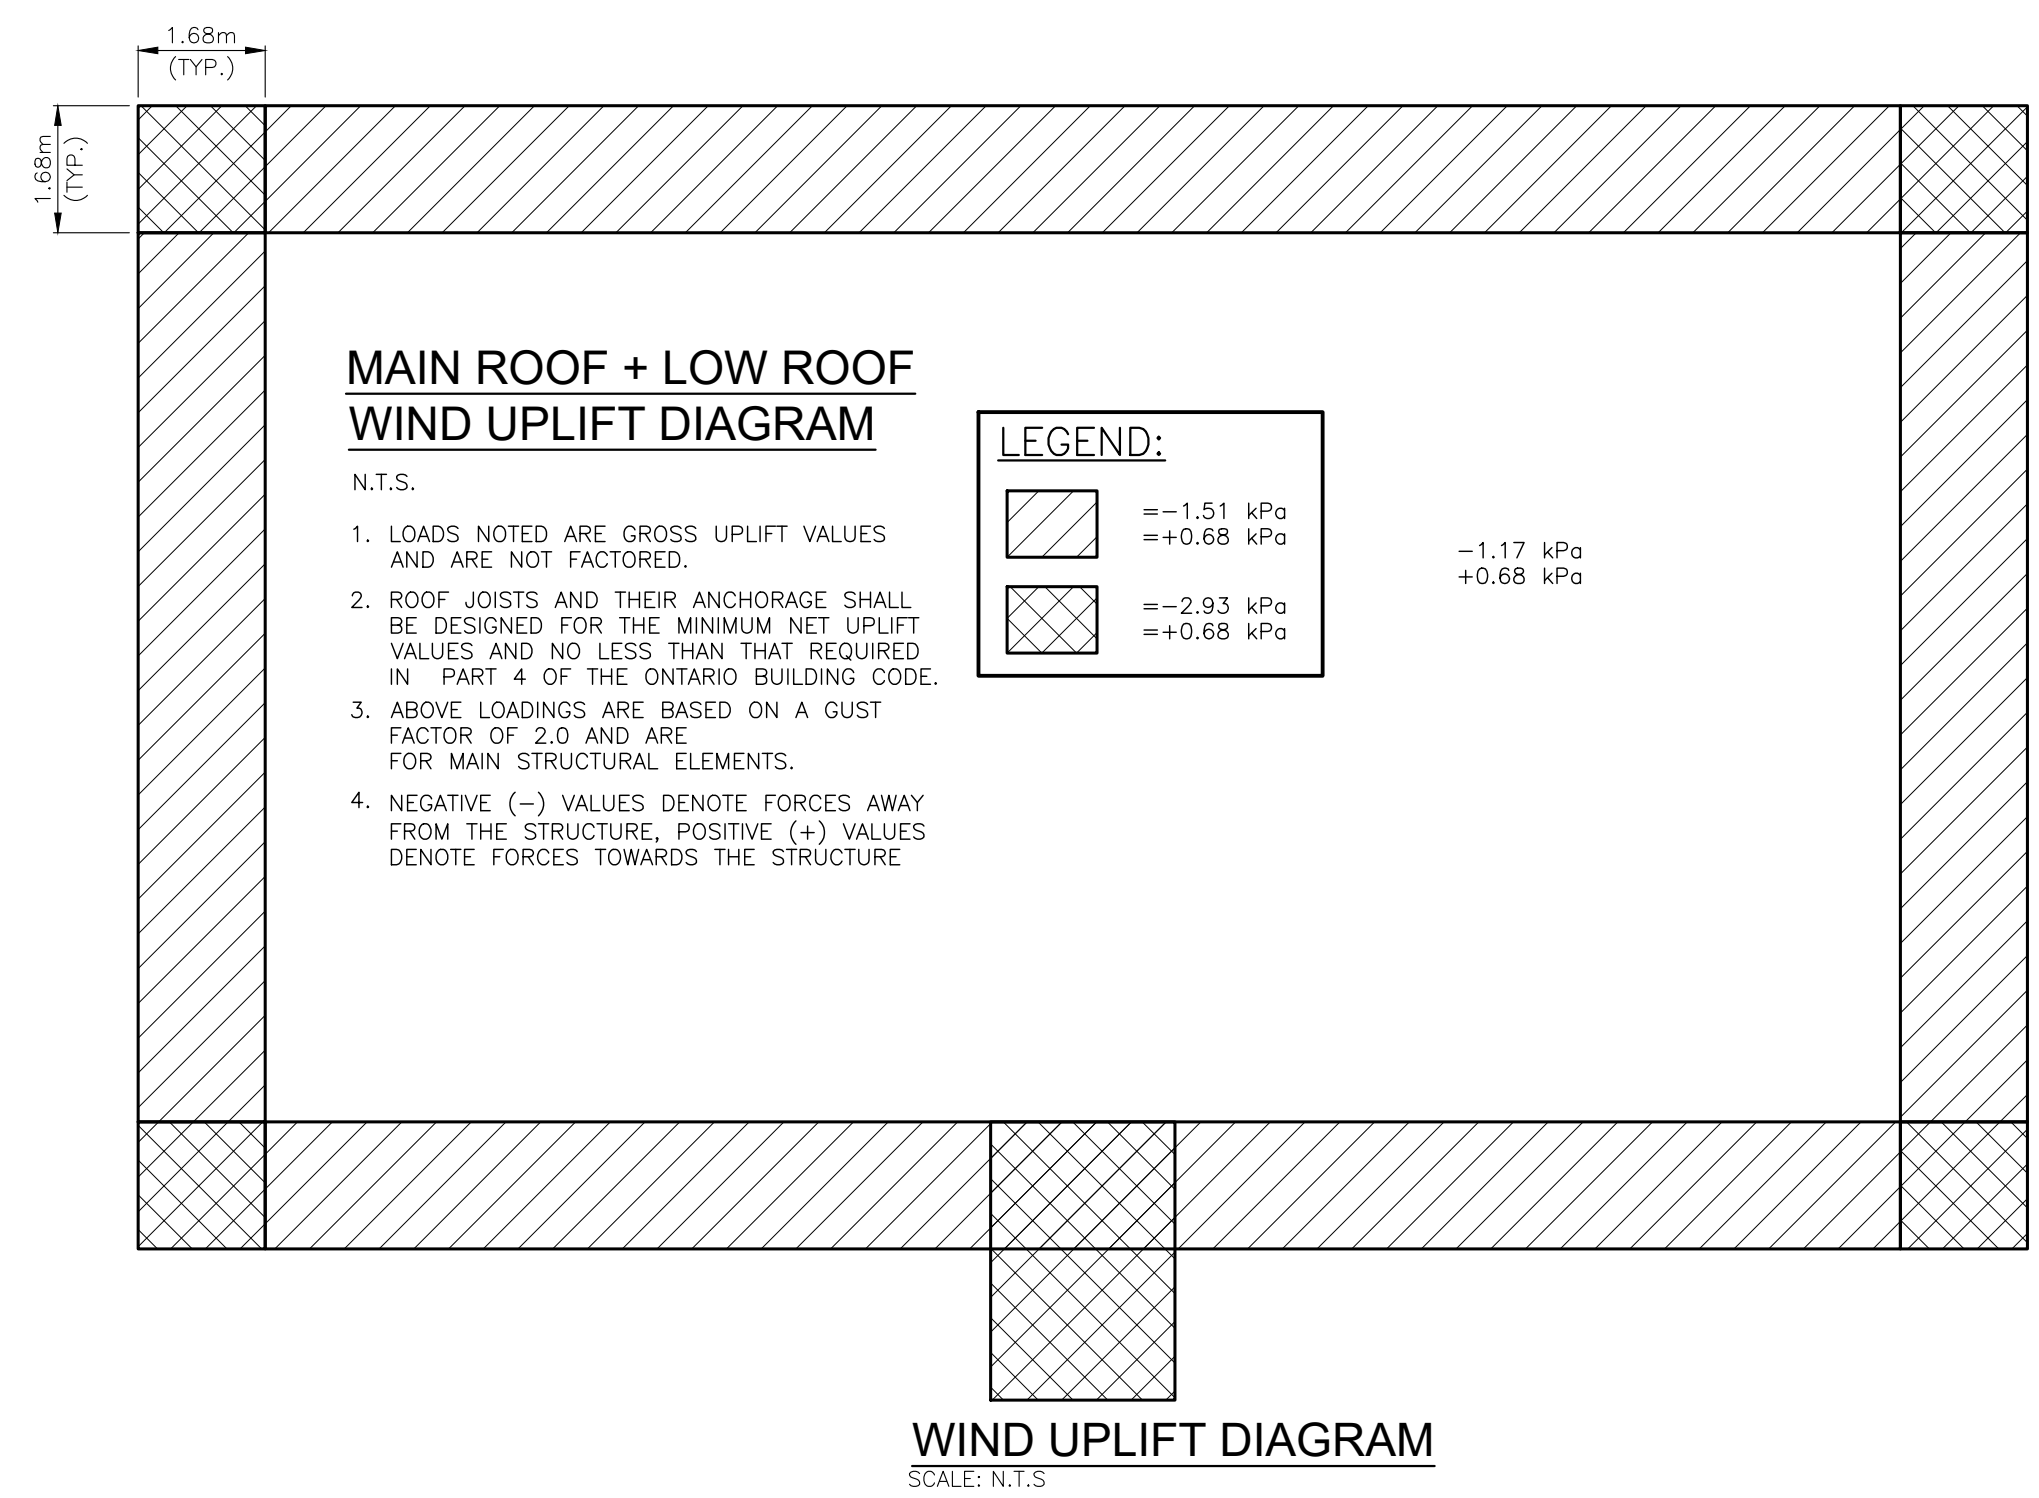 1.68m
(TYP.)
1.68m
(TYP.)
MAIN ROOF + LOW ROOF
WIND UPLIFT DIAGRAM
N.T.S.
1. LOADS NOTED ARE GROSS UPLIFT VALUES
AND ARE NOT FACTORED.
2. ROOF JOISTS AND THEIR ANCHORAGE SHALL
BE DESIGNED FOR THE MINIMUM NET UPLIFT
VALUES AND NO LESS THAN THAT REQUIRED
IN PART 4 OF THE ONTARIO BUILDING CODE.
3. ABOVE LOADINGS ARE BASED ON A GUST
FACTOR OF 2.0 AND ARE
FOR MAIN STRUCTURAL ELEMENTS.
4. NEGATIVE (−) VALUES DENOTE FORCES AWAY
FROM THE STRUCTURE, POSITIVE (+) VALUES
DENOTE FORCES TOWARDS THE STRUCTURE
LEGEND:
=−1.51 kPa
=+0.68 kPa
=−2.93 kPa
=+0.68 kPa
−1.17 kPa
+0.68 kPa
WIND UPLIFT DIAGRAM
SCALE: N.T.S